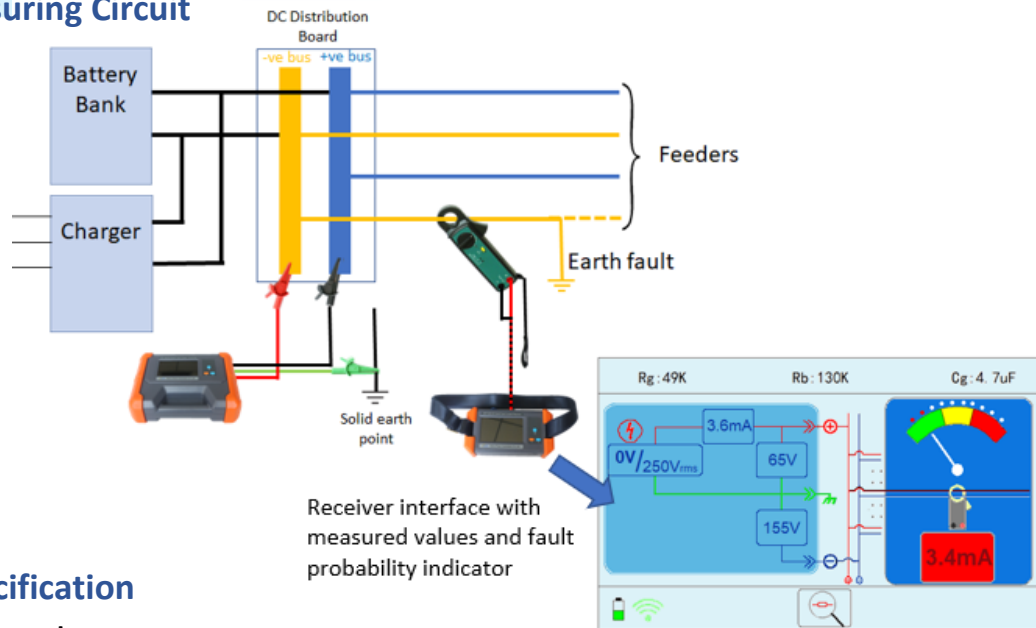 suring Circuit
DC Distribution
Board
-ve bus +ve bus
Battery
Bank
Charger
Feeders
Earth fault
Solid earth
point
Receiver interface with
measured values and fault
probability indicator
Rg:49K Rb:130K Cg:4.7uF
3.6mA
0V/250Vrms
65V
155V
3.4mA
cification